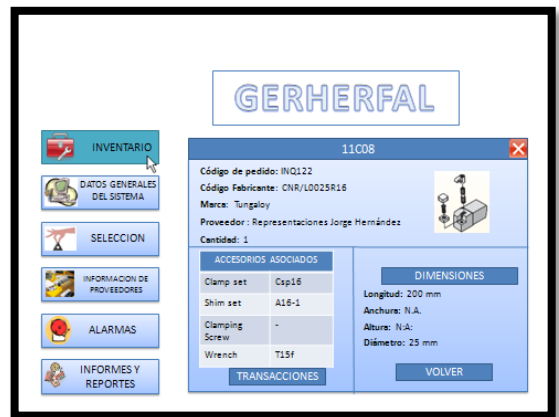 GERHERFAL
INVENTARIO
DATOS GENERALES
DEL SISTEMA
SELECCION
INFORMACION DE
PROVEEDORES
ALARMAS
INFORMES Y
REPORTES
11C08
Código de pedido: INQ122
Código Fabricante: CNR/L0025R16
Marca: Tungaloy
Proveedor : Representaciones Jorge Hernández
Cantidad: 1
ACCESORIOS ASOCIADOS
Clamp set Csp16
Shim set A16-1
Clamping
Screw -
Wrench T15f
TRANSACCIONES
DIMENSIONES
Longitud: 200 mm
Anchura: N.A.
Altura: N:A:
Diámetro: 25 mm
VOLVER